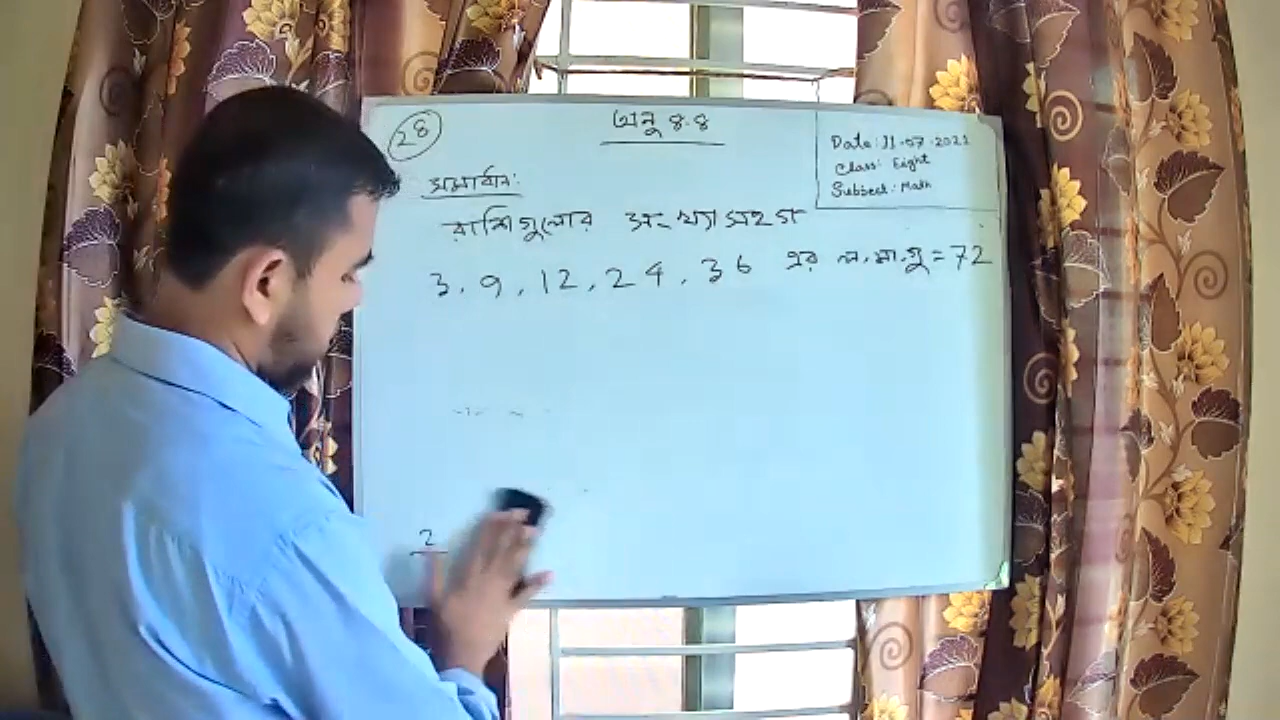 ২৪
অনু ৪.৪
Date: 11.07.2021
Class: Eight
Subject: Math
সমাধান:
রাশিগুলোর সংখ্যা সহগ
3, 9, 12, 24, 36 এর ল.সা.গু = 72
2